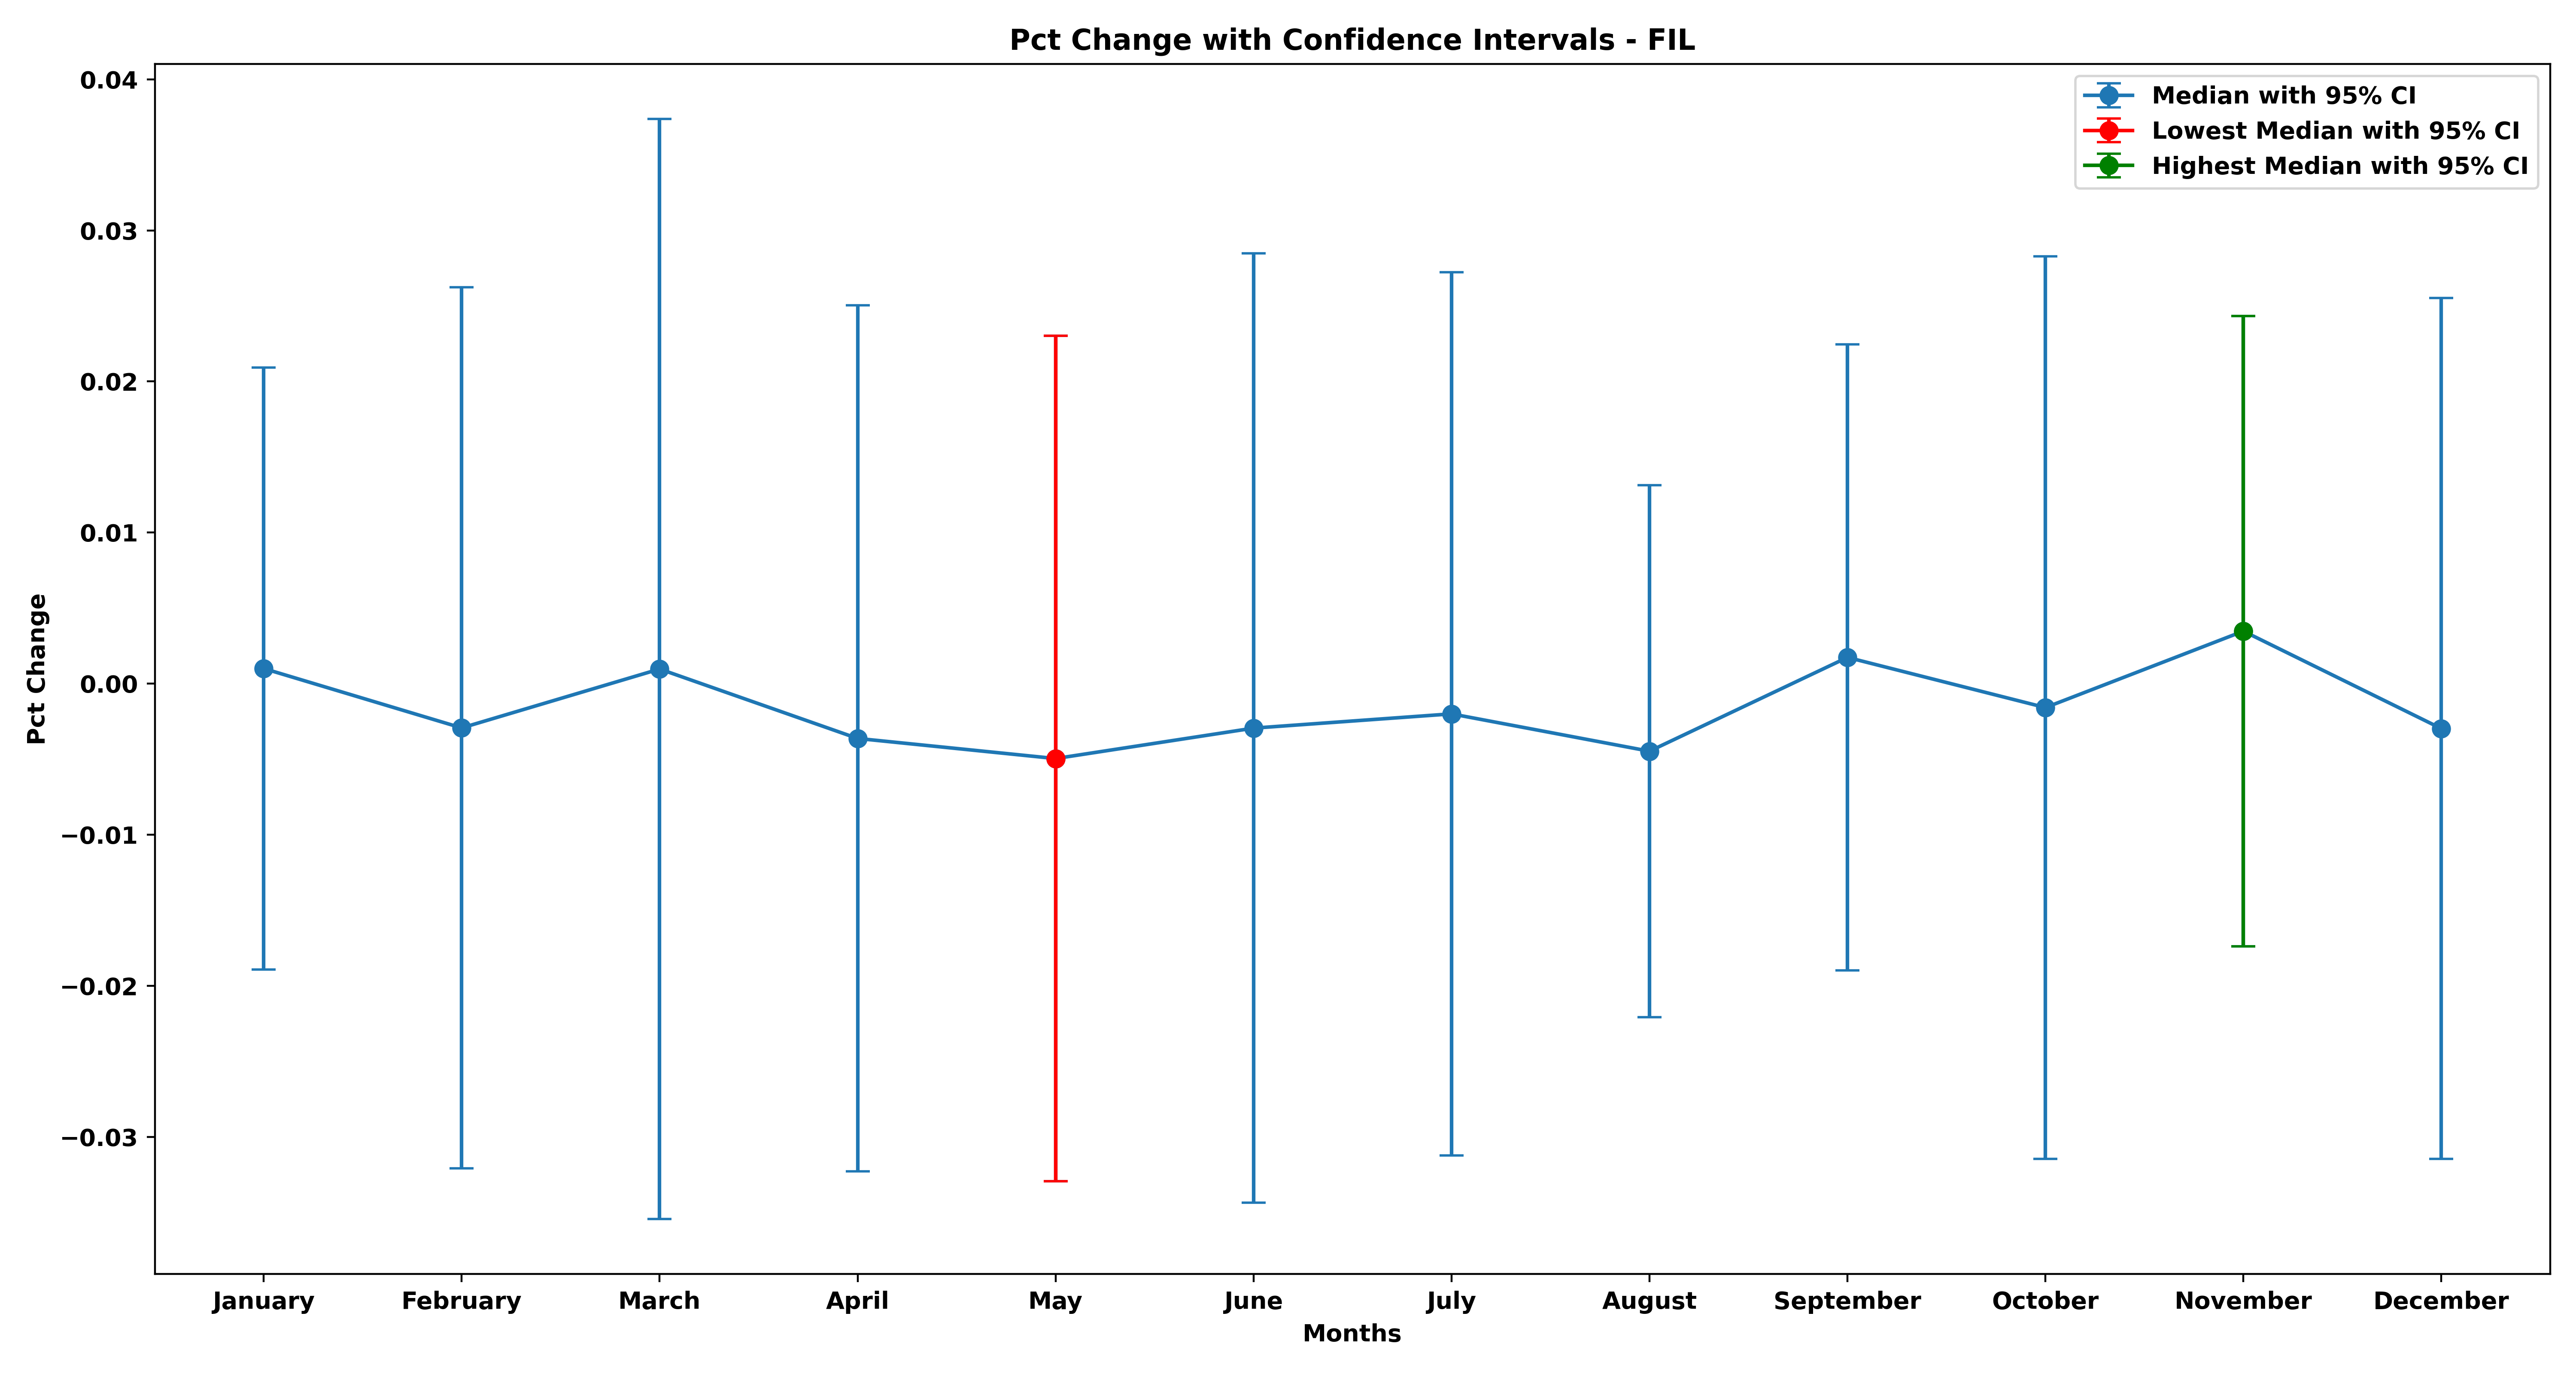 Pct Change with Confidence Intervals - FIL
Median with 95% CI
Lowest Median with 95% CI
Highest Median with 95% CI
Pct Change
0.04
0.03
0.02
0.01
0.00
−0.01
−0.02
−0.03
January February March April May June July August September October November December
Months